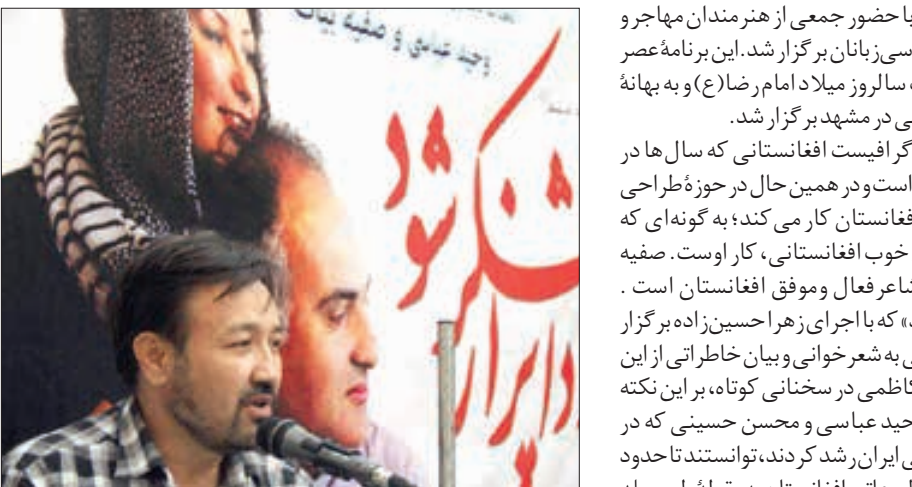 با حضور جمعی از هنرمندان مهاجر و
سی‌زبانان برگزار شد. این برنامهٔ عصر
سالروز میلاد امام رضا(ع) و به بهانهٔ
ی در مشهد برگزار شد.
گرافیست افغانستانی که سال‌ها در
است و در همین حال در حوزهٔ طراحی
فغانستان کار می‌کند؛ به گونه‌ای که
خوب افغانستانی، کار اوست. صفیه
شاعر فعال و موفق افغانستان است .
» که با اجرای زهرا حسین‌زاده برگزار
ی به شعرخوانی و بیان خاطراتی از این
کاظمی در سخنانی کوتاه، بر این نکته
حید عباسی و محسن حسینی که در
ی ایران رشد کردند، توانستند تا حدود
وحید عباسی و صفیه بیات
شود